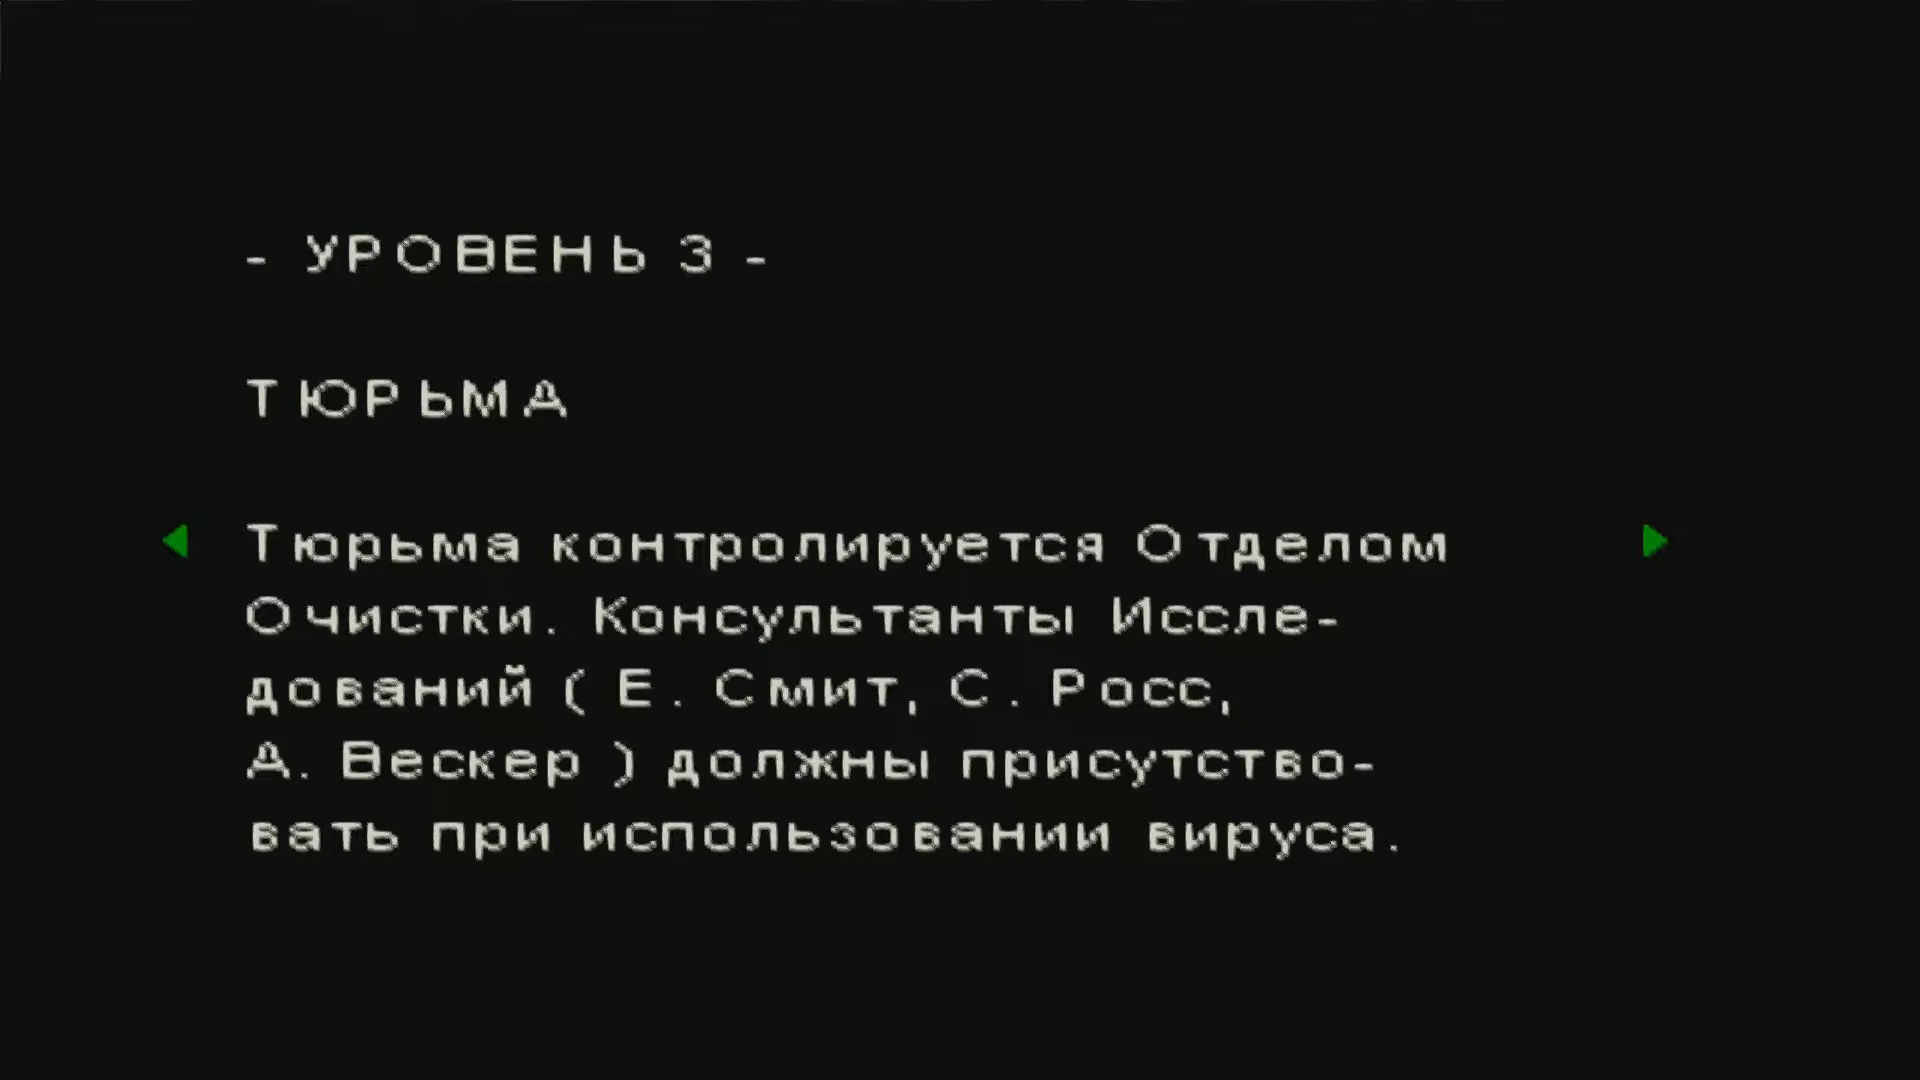 - УРОВЕНЬ 3 -
ТЮРЬМА
Тюрьма контролируется Отделом
Очистки. Консультанты Иссле-
дований ( Е. Смит, С. Росс,
А. Вескер ) должны присутство-
вать при использовании вируса.